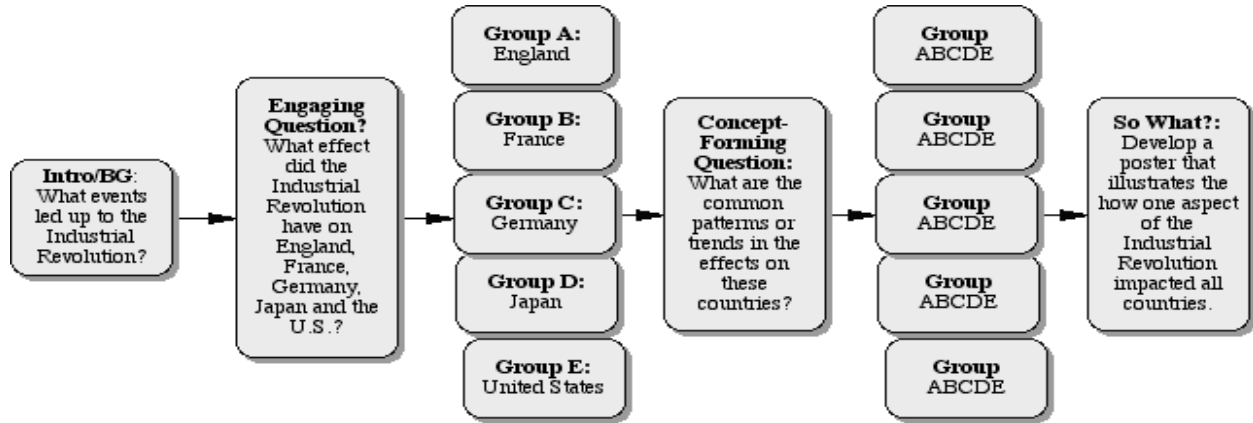 Intro/BG:
What events
led up to the
Industrial
Revolution?
Engaging
Question?
What effect
did the
Industrial
Revolution
have on
England,
France,
Germany,
Japan and the
U.S.?
Group A:
England
Group B:
France
Group C:
Germany
Group D:
Japan
Group E:
United States
Concept-
Forming
Question:
What are the
common
patterms or
trends in the
effects on
these
countries?
Group
ABCDE
Group
ABCDE
Group
ABCDE
Group
ABCDE
Group
ABCDE
So What?:
Develop a
poster that
illustrates the
how one aspect
of the
Industrial
Revolution
impacted all
countries.